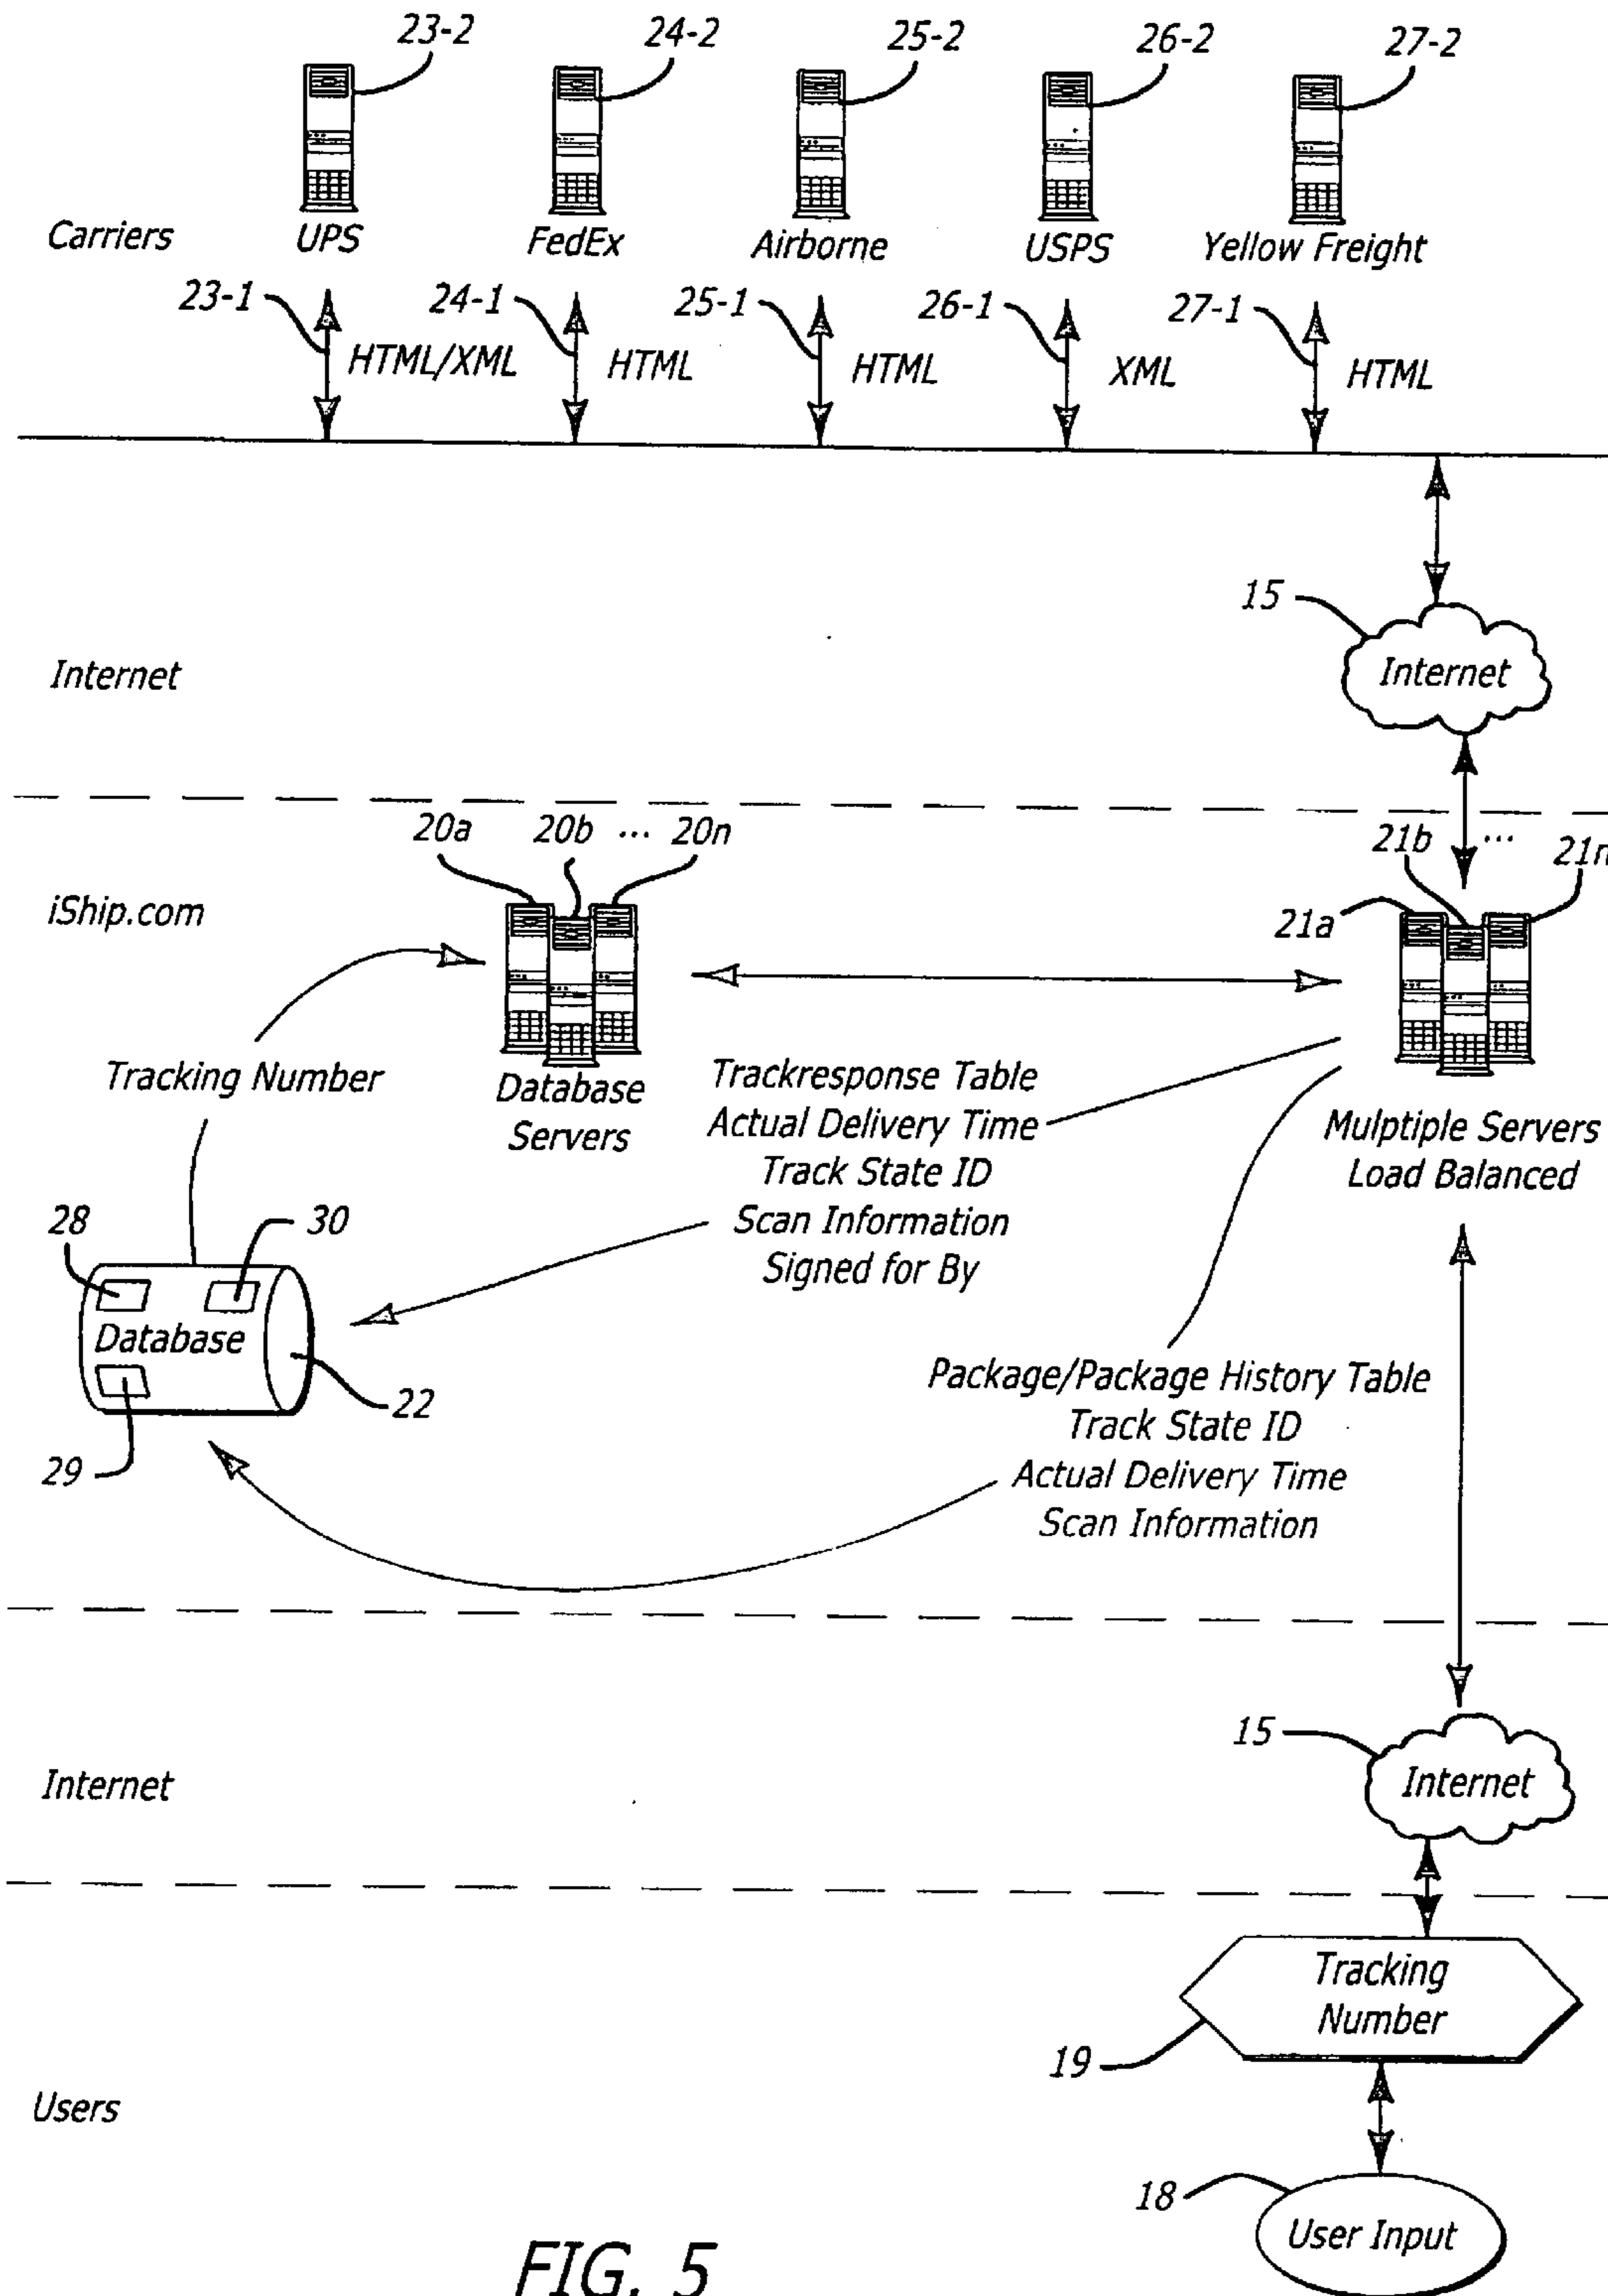 23-2
24-2
25-2
26-2
27-2
Carriers
UPS
FedEx
Airborne
USPS
Yellow Freight
23-1
24-1
25-1
26-1
27-1
HTML/XML
HTML
HTML
XML
HTML
15
Internet
Internet
20a
20b
...
20n
21b
...
21n
iShip.com
21a
Tracking Number
Database
Servers
Trackresponse Table
Actual Delivery Time
Track State ID
Scan Information
Signed for By
Mulptiple Servers
Load Balanced
28
30
Database
22
29
Package/Package History Table
Track State ID
Actual Delivery Time
Scan Information
15
Internet
Internet
Tracking
Number
19
Users
18
User Input
FIG. 5